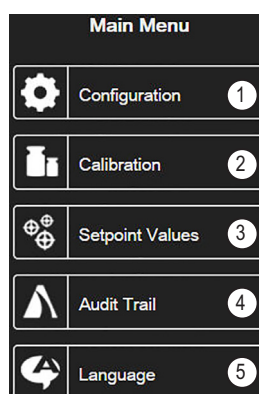 Main Menu
Configuration 1
Calibration 2
Setpoint Values 3
Audit Trail 4
Language 5